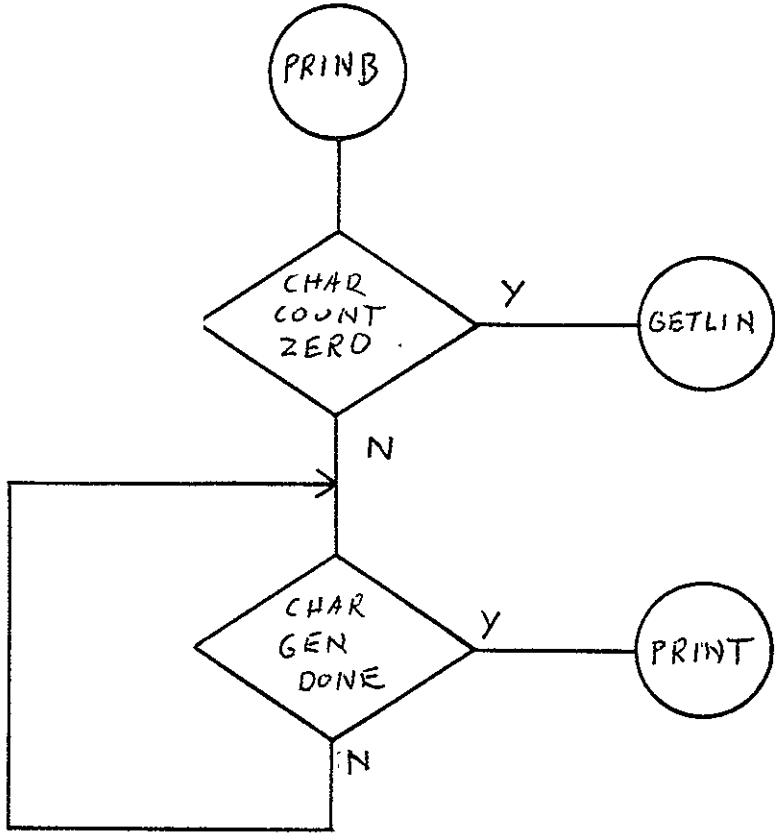 PRINB
CHAR
COUNT
ZERO
Y
GETLIN
N
CHAR
GEN
DONE
Y
PRINT
N